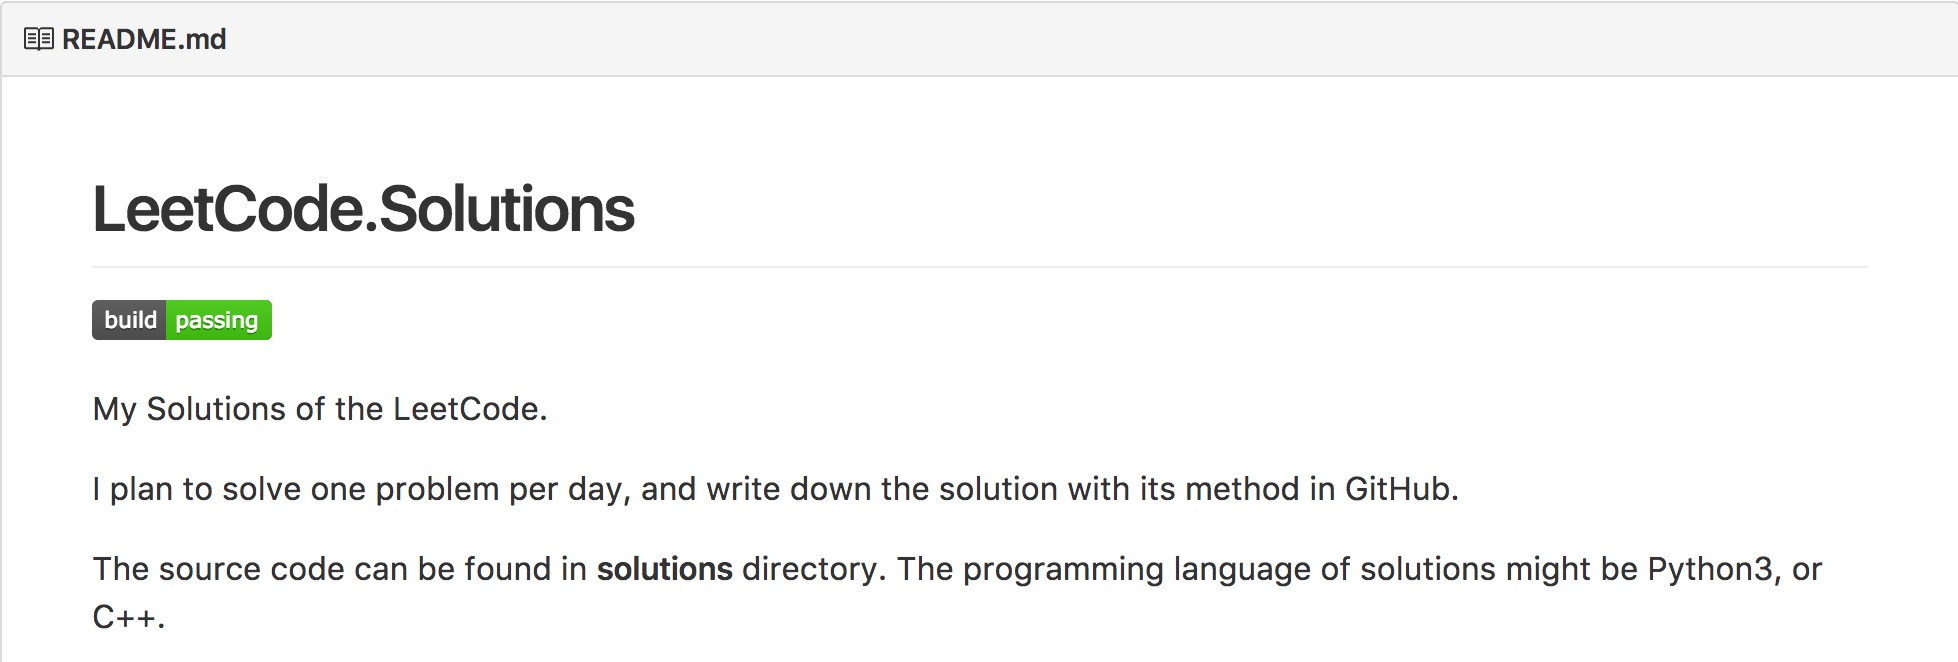 README.md
LeetCode.Solutions
build passing
My Solutions of the LeetCode.
I plan to solve one problem per day, and write down the solution with its method in GitHub.
The source code can be found in solutions directory. The programming language of solutions might be Python3, or
C++.